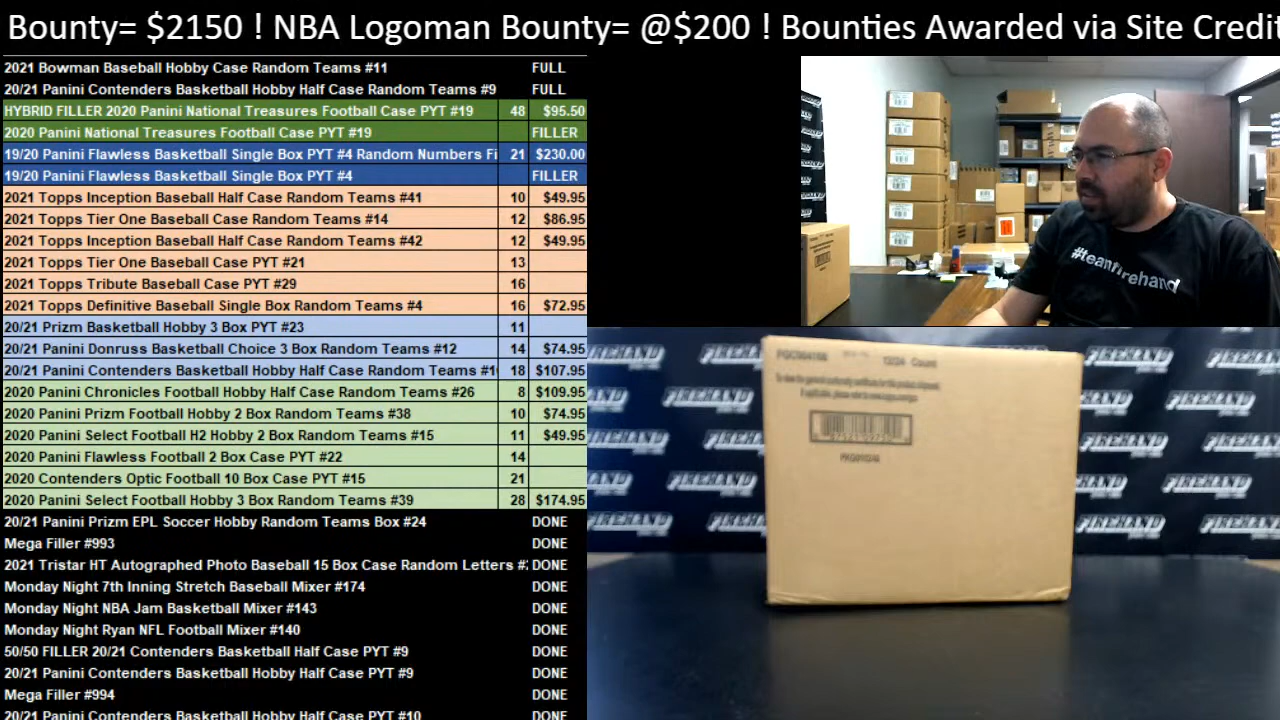 Bounty= $2150 ! NBA Logoman Bounty= @$200 ! Bounties Awarded via Site Credit
2021 Bowman Baseball Hobby Case Random Teams #11 FULL
20/21 Panini Contenders Basketball Hobby Half Case Random Teams #9 FULL
HYBRID FILLER 2020 Panini National Treasures Football Case PYT #19 48 $95.50
2020 Panini National Treasures Football Case PYT #19 FILLER
19/20 Panini Flawless Basketball Single Box PYT #4 Random Numbers Fi 21 $230.00
19/20 Panini Flawless Basketball Single Box PYT #4 FILLER
2021 Topps Inception Baseball Half Case Random Teams #41 10 $49.95
2021 Topps Tier One Baseball Case Random Teams #14 12 $86.95
2021 Topps Inception Baseball Half Case Random Teams #42 12 $49.95
2021 Topps Tier One Baseball Case PYT #21 13
2021 Topps Tribute Baseball Case PYT #29 16
2021 Topps Definitive Baseball Single Box Random Teams #4 16 $72.95
20/21 Prizm Basketball Hobby 3 Box PYT #23 11
20/21 Panini Donruss Basketball Choice 3 Box Random Teams #12 14 $74.95
20/21 Panini Contenders Basketball Hobby Half Case Random Teams #1 18 $107.95
2020 Panini Chronicles Football Hobby Half Case Random Teams #26 8 $109.95
2020 Panini Prizm Football Hobby 2 Box Random Teams #38 10 $74.95
2020 Panini Select Football H2 Hobby 2 Box Random Teams #15 11 $49.95
2020 Panini Flawless Football 2 Box Case PYT #22 14
2020 Contenders Optic Football 10 Box Case PYT #15 21
2020 Panini Select Football Hobby 3 Box Random Teams #39 28 $174.95
20/21 Panini Prizm EPL Soccer Hobby Random Teams Box #24 DONE
Mega Filler #993 DONE
2021 Tristar HT Autographed Photo Baseball 15 Box Case Random Letters #2 DONE
Monday Night 7th Inning Stretch Baseball Mixer #174 DONE
Monday Night NBA Jam Basketball Mixer #143 DONE
Monday Night Ryan NFL Football Mixer #140 DONE
50/50 FILLER 20/21 Contenders Basketball Half Case PYT #9 DONE
20/21 Panini Contenders Basketball Hobby Half Case PYT #9 DONE
Mega Filler #994 DONE
20/21 Panini Contenders Basketball Hobby Half Case PYT #10 DONE
#teamfirehand
Count
FIREHAND